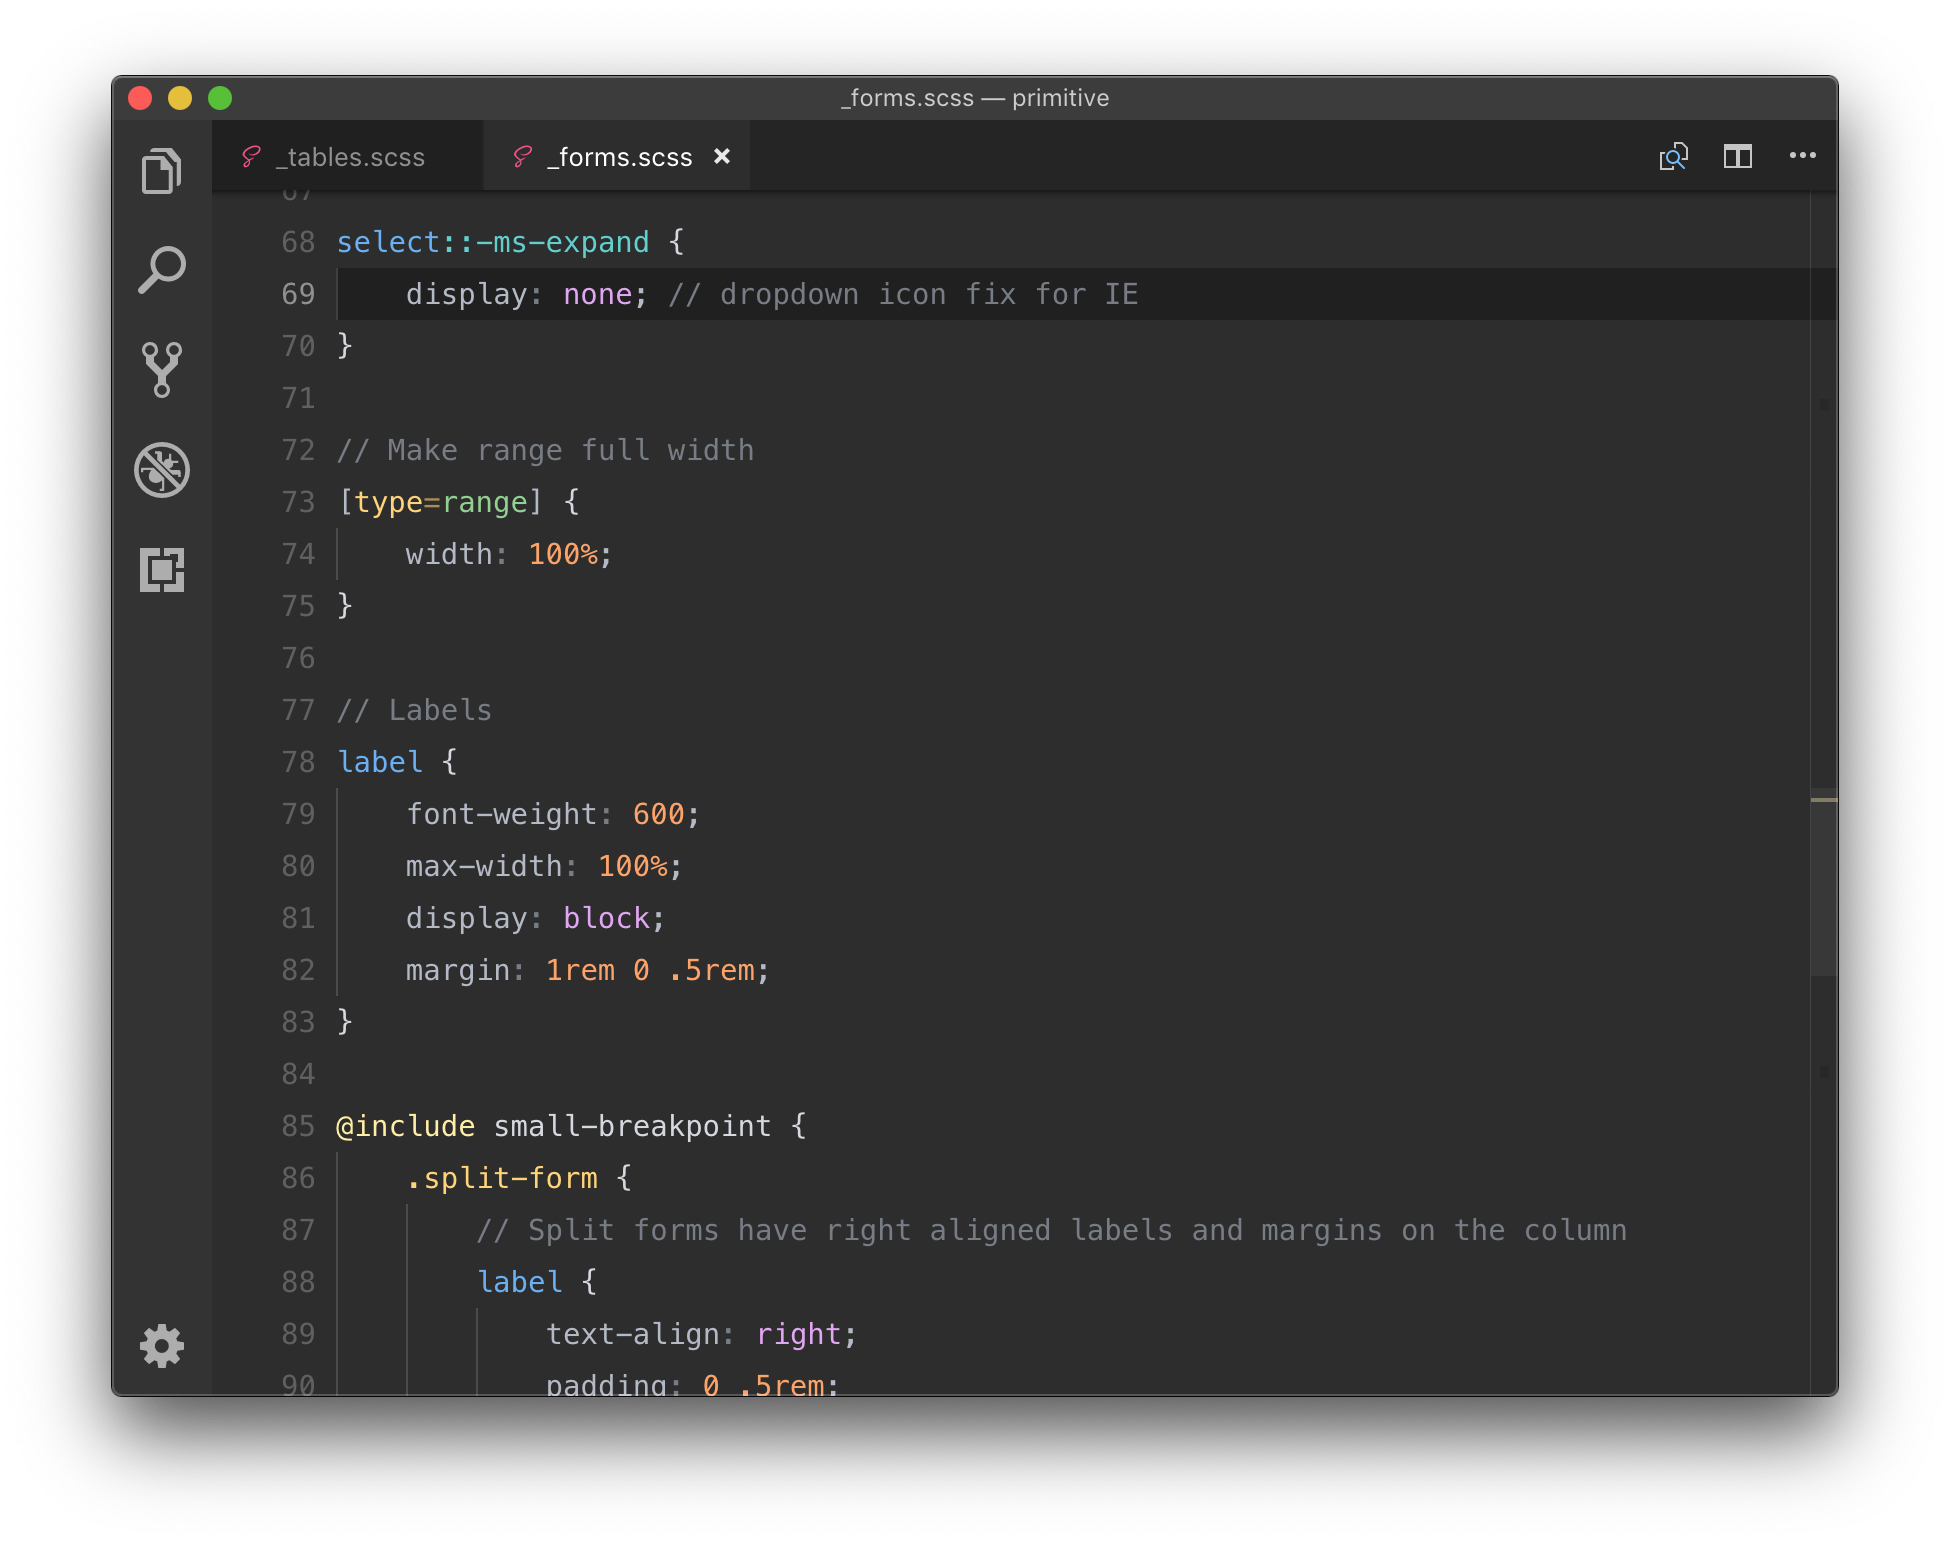 _forms.scss — primitive
_tables.scss
_forms.scss
67
68 select::-ms-expand {
69     display: none; // dropdown icon fix for IE
70 }
71
72 // Make range full width
73 [type=range] {
74     width: 100%;
75 }
76
77 // Labels
78 label {
79     font-weight: 600;
80     max-width: 100%;
81     display: block;
82     margin: 1rem 0 .5rem;
83 }
84
85 @include small-breakpoint {
86     .split-form {
87         // Split forms have right aligned labels and margins on the column
88         label {
89             text-align: right;
90             padding: 0 .5rem;